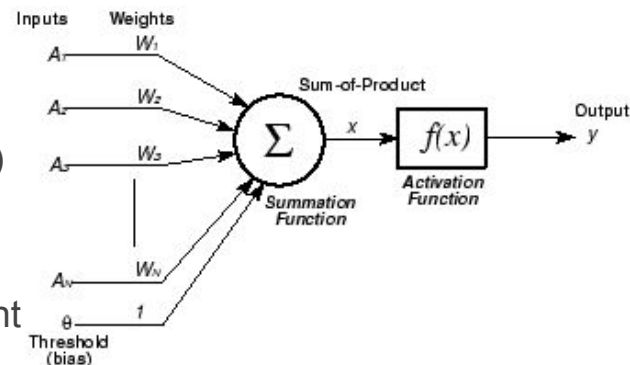 Inputs Weights
A₁ W₁
Sum-of-Product
A₂ W₂
Output
x f(x) y
Σ
)
A₃ W₃
Activation
Function
Summation
Function
Aₙ Wₙ
nt
θ 1
Threshold
(bias)